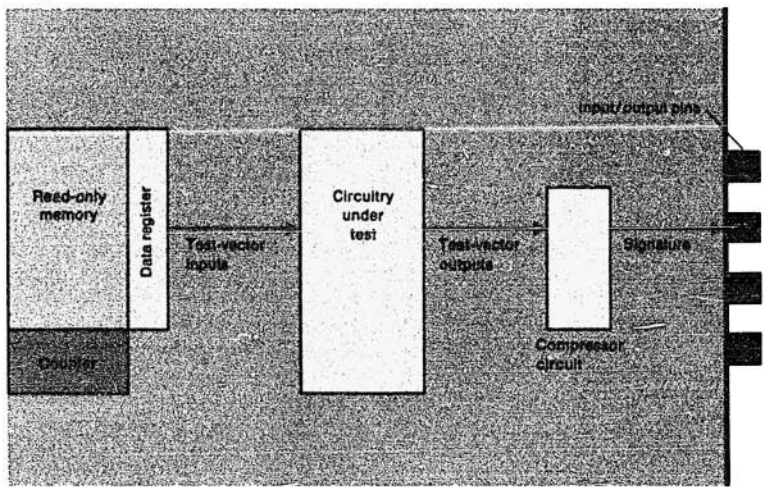 Input/output pins
Read-only
memory
Data register
Circuitry
under
test
Test-vector
inputs
Test-vector
outputs
Signature
Counter
Compressor
circuit